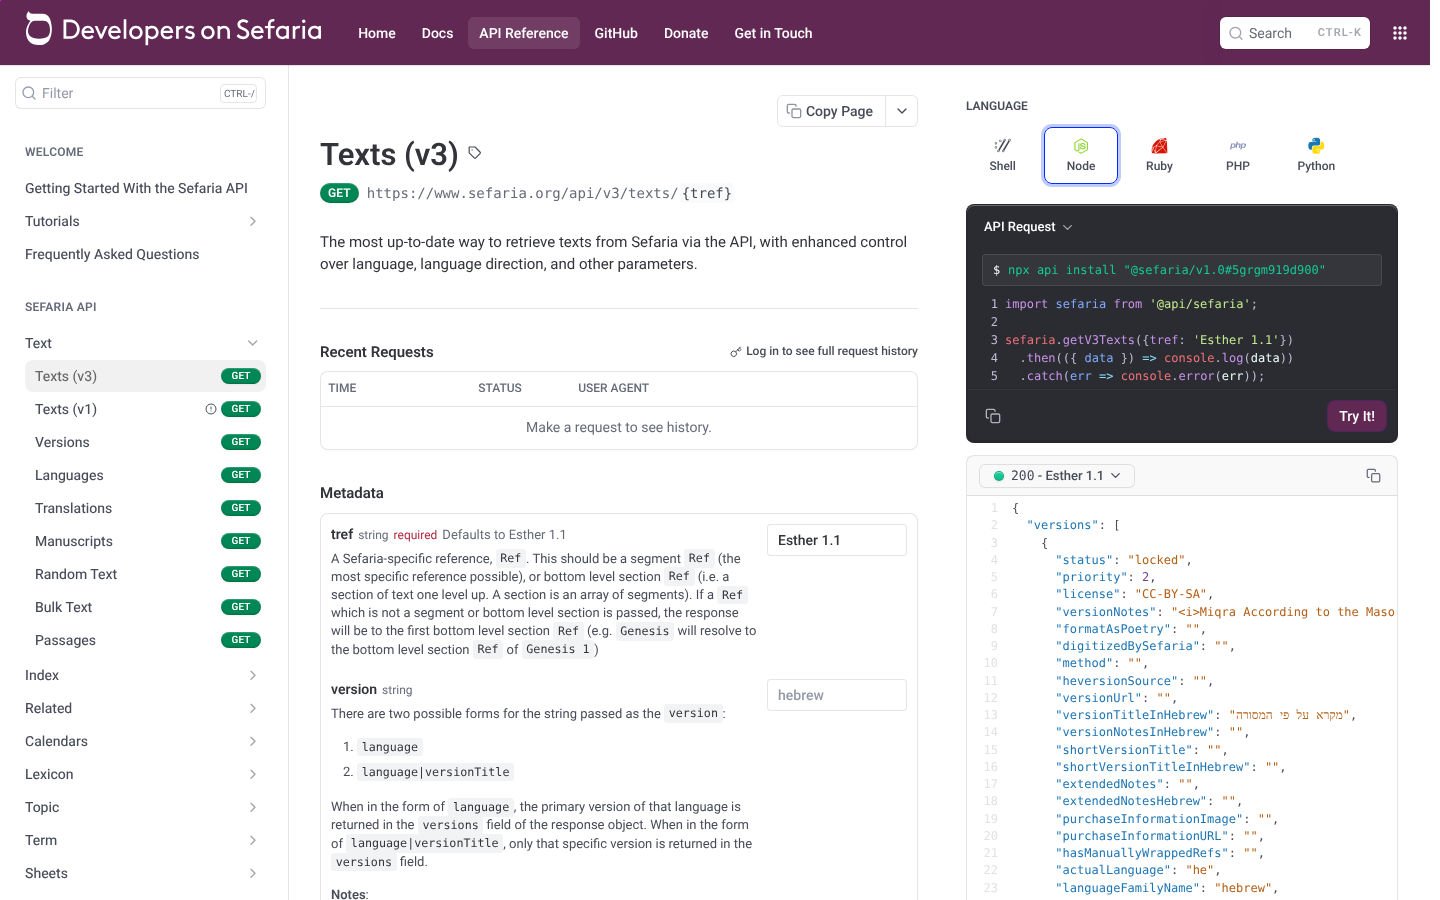 Developers on Sefaria
Home Docs API Reference GitHub Donate Get in Touch
Search CTRL-K
Filter CTRL-/
WELCOME
Getting Started With the Sefaria API
Tutorials
Frequently Asked Questions
SEFARIA API
Text
Texts (v3) GET
Texts (v1) GET
Versions GET
Languages GET
Translations GET
Manuscripts GET
Random Text GET
Bulk Text GET
Passages GET
Index
Related
Calendars
Lexicon
Topic
Term
Sheets
Copy Page
Texts (v3)
GET https://www.sefaria.org/api/v3/texts/{tref}
The most up-to-date way to retrieve texts from Sefaria via the API, with enhanced control
over language, language direction, and other parameters.
Recent Requests
Log in to see full request history
TIME STATUS USER AGENT
Make a request to see history.
Metadata
tref string required Defaults to Esther 1.1
Esther 1.1
A Sefaria-specific reference, Ref . This should be a segment Ref (the
most specific reference possible), or bottom level section Ref (i.e. a
section of text one level up. A section is an array of segments). If a Ref
which is not a segment or bottom level section is passed, the response
will be to the first bottom level section Ref (e.g. Genesis will resolve to
the bottom level section Ref of Genesis 1 )
version string
hebrew
There are two possible forms for the string passed as the version :
1. language
2. language|versionTitle
When in the form of language , the primary version of that language is
returned in the versions field of the response object. When in the form
of language|versionTitle , only that specific version is returned in the
versions field.
Notes:
LANGUAGE
Shell Node Ruby PHP Python
API Request
$ npx api install "@sefaria/v1.0#5grgm919d900"
1 import sefaria from '@api/sefaria';
2
3 sefaria.getV3Texts({tref: 'Esther 1.1'})
4 .then(({ data }) => console.log(data))
5 .catch(err => console.error(err));
Try It!
200 - Esther 1.1
1 {
2 "versions": [
3 {
4 "status": "locked",
5 "priority": 2,
6 "license": "CC-BY-SA",
7 "versionNotes": "<i>Miqra According to the Maso
8 "formatAsPoetry": "",
9 "digitizedBySefaria": "",
10 "method": "",
11 "heversionSource": "",
12 "versionUrl": "",
13 "versionTitleInHebrew": "מקרא על פי המסורה",
14 "versionNotesInHebrew": "",
15 "shortVersionTitle": "",
16 "shortVersionTitleInHebrew": "",
17 "extendedNotes": "",
18 "extendedNotesHebrew": "",
19 "purchaseInformationImage": "",
20 "purchaseInformationURL": "",
21 "hasManuallyWrappedRefs": "",
22 "actualLanguage": "he",
23 "languageFamilyName": "hebrew",